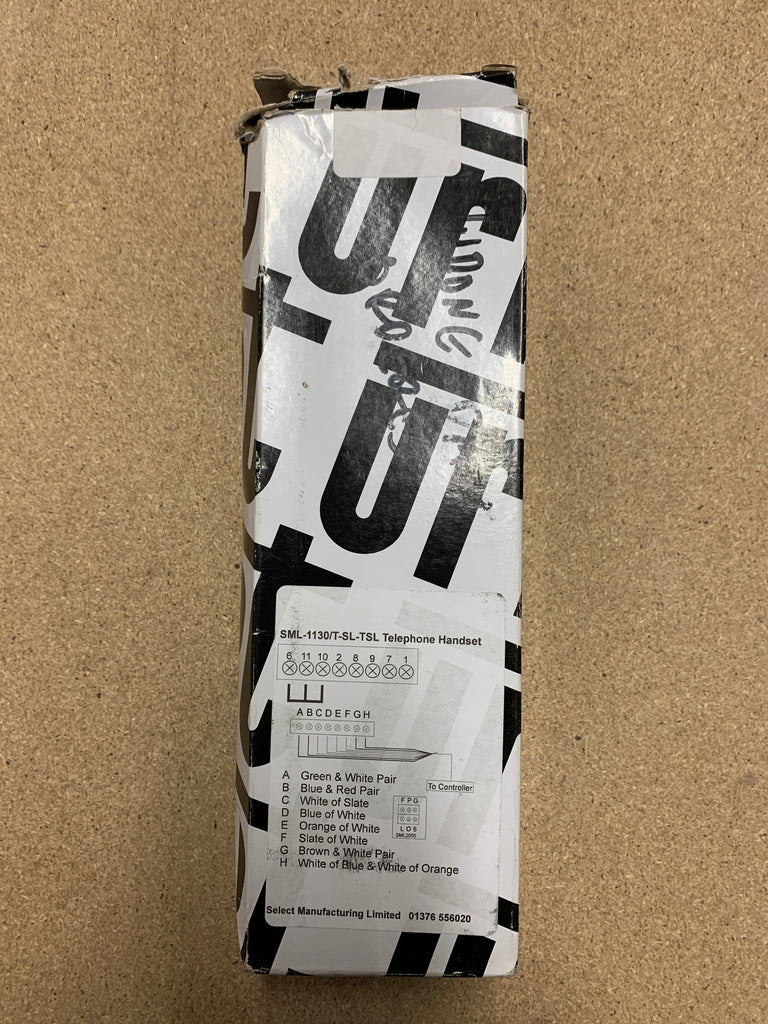 SML-1130/T-SL-TSL Telephone Handset
6 11 10 2 8 9 7 1
A B C D E F G H
To Controller
A Green & White Pair
B Blue & Red Pair
C White of Slate
D Blue of White
E Orange of White
F Slate of White
G Brown & White Pair
H White of Blue & White of Orange
F P G
L O 6
SML2005
Select Manufacturing Limited 01376 556020